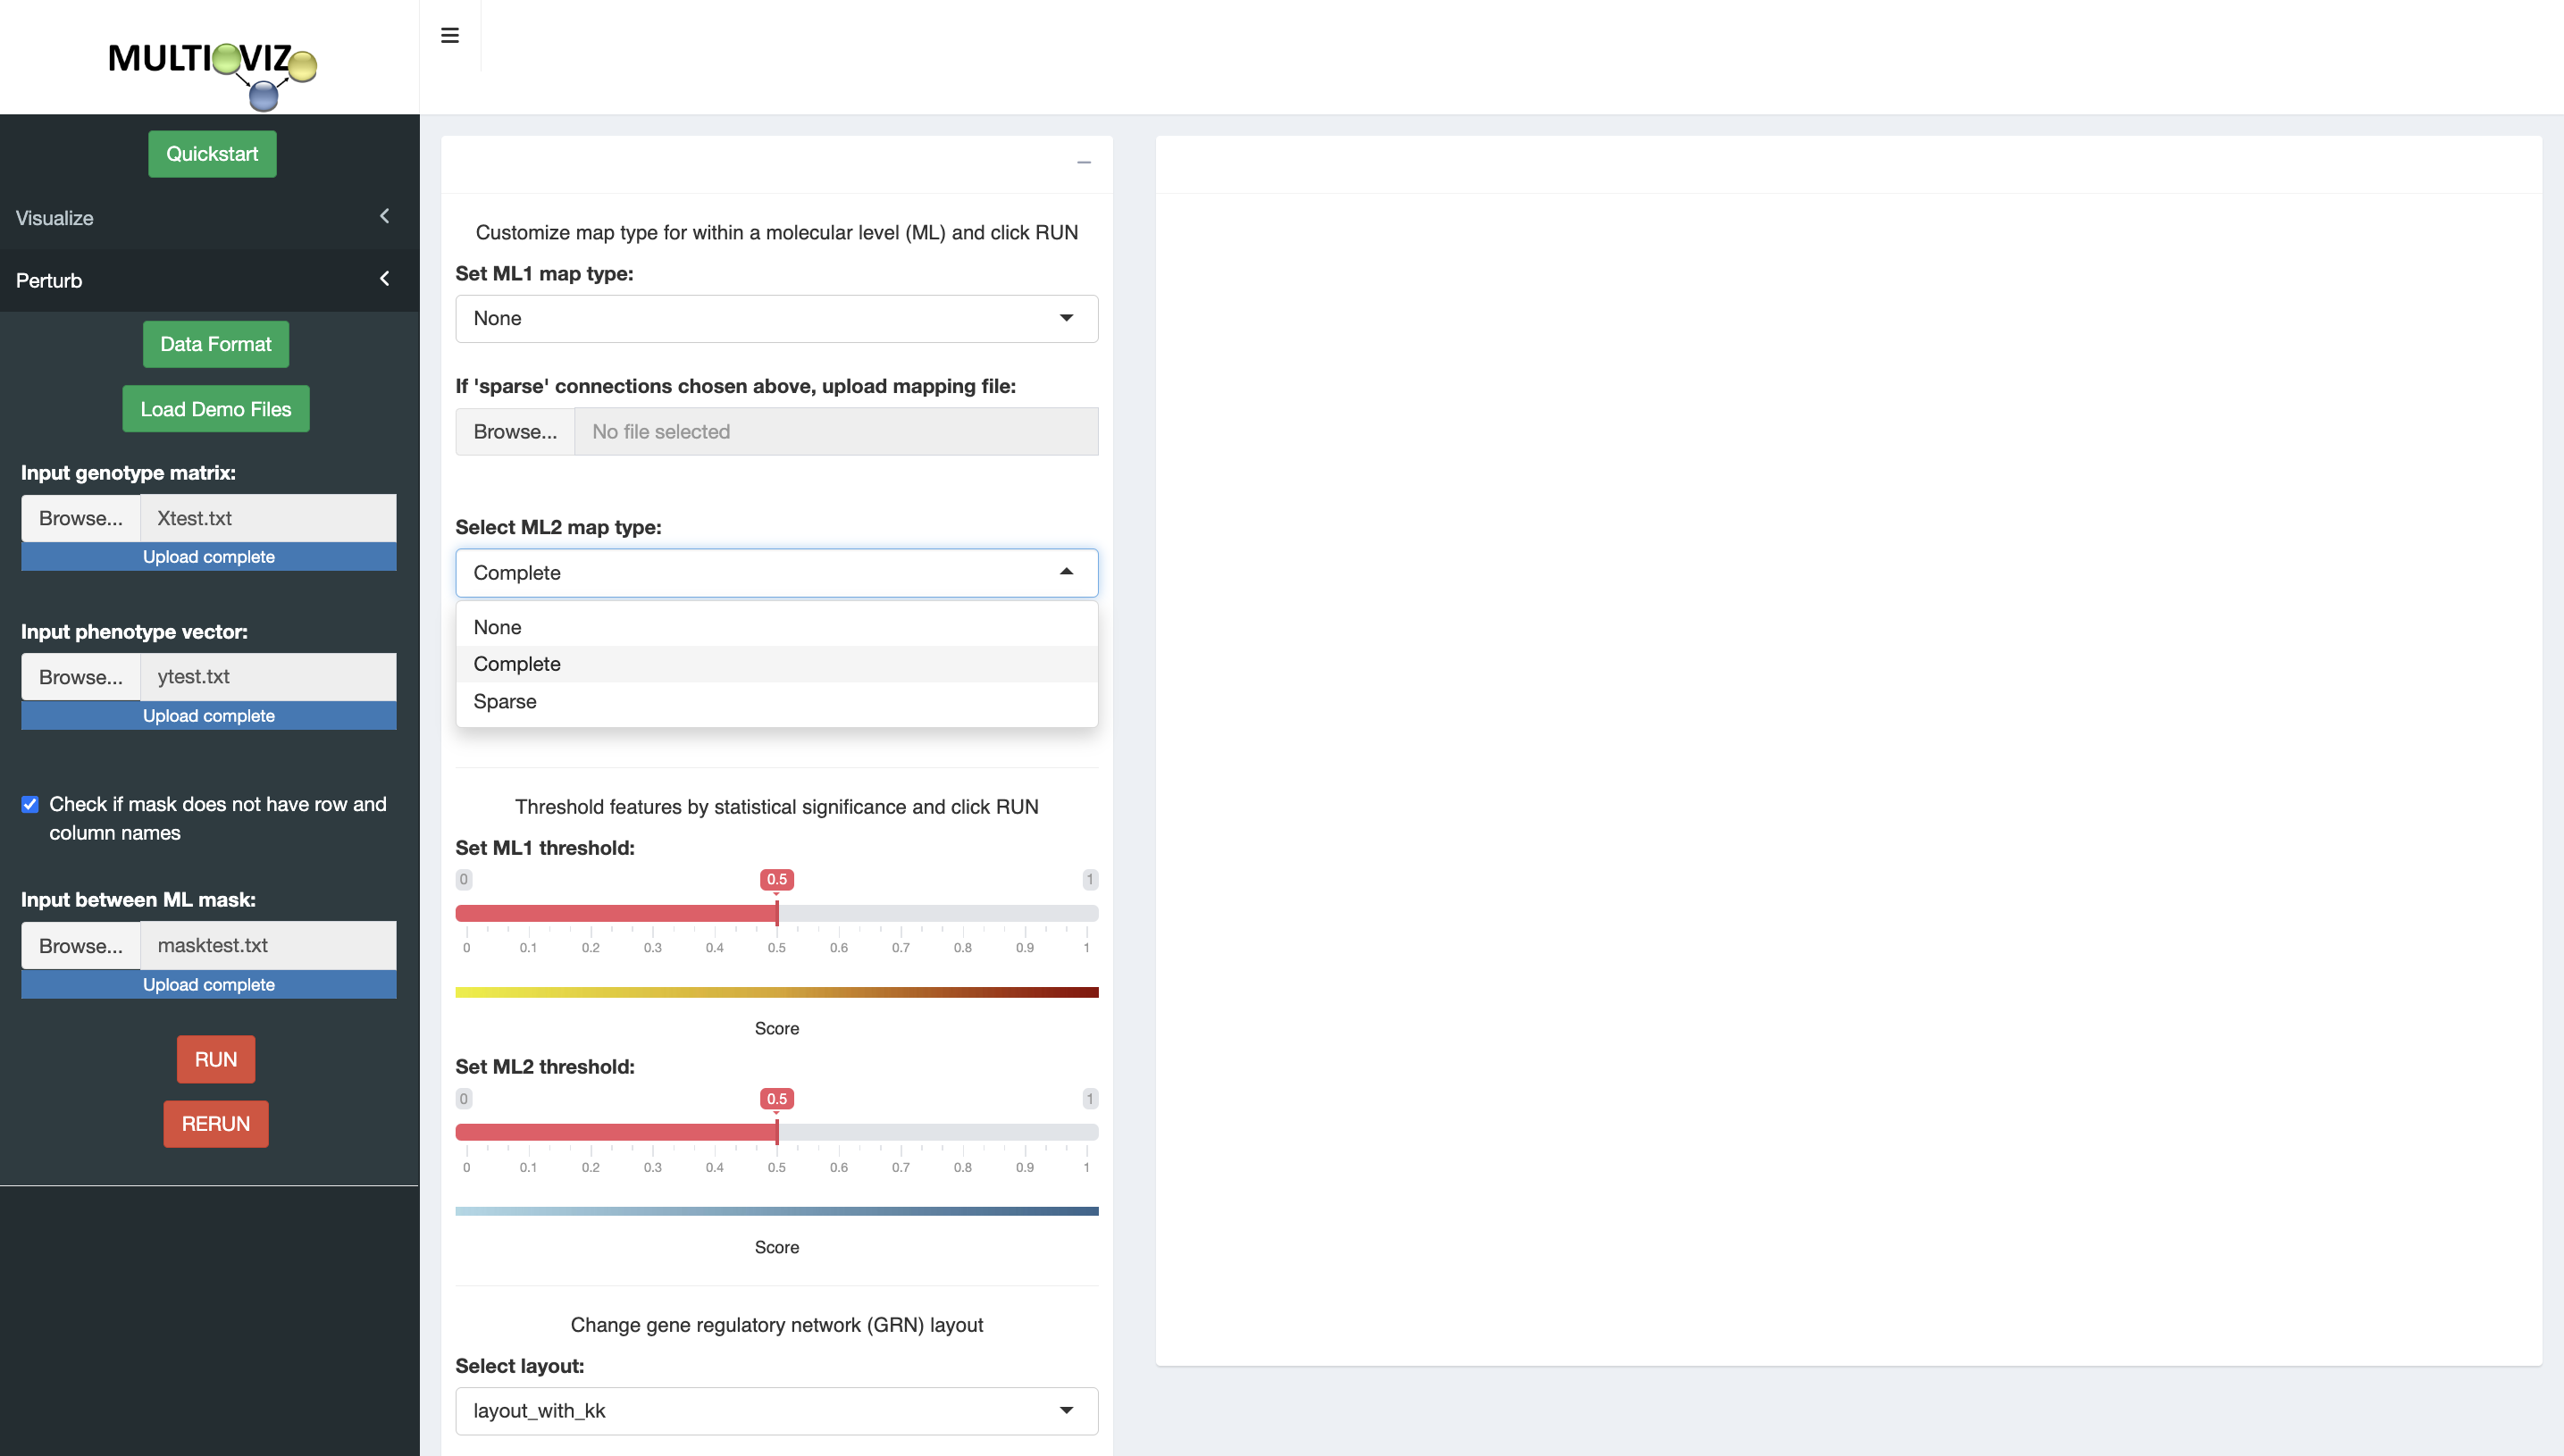 MULTIOVIZ
Quickstart
Visualize
Perturb
Data Format
Load Demo Files
Input genotype matrix:
Browse... Xtest.txt
Upload complete
Input phenotype vector:
Browse... ytest.txt
Upload complete
Check if mask does not have row and
column names
Input between ML mask:
Browse... masktest.txt
Upload complete
RUN
RERUN
Customize map type for within a molecular level (ML) and click RUN
Set ML1 map type:
None
If 'sparse' connections chosen above, upload mapping file:
Browse... No file selected
Select ML2 map type:
Complete
None
Complete
Sparse
Threshold features by statistical significance and click RUN
Set ML1 threshold:
0 0.5 1
0 0.1 0.2 0.3 0.4 0.5 0.6 0.7 0.8 0.9 1
Score
Set ML2 threshold:
0 0.5 1
0 0.1 0.2 0.3 0.4 0.5 0.6 0.7 0.8 0.9 1
Score
Change gene regulatory network (GRN) layout
Select layout:
layout_with_kk